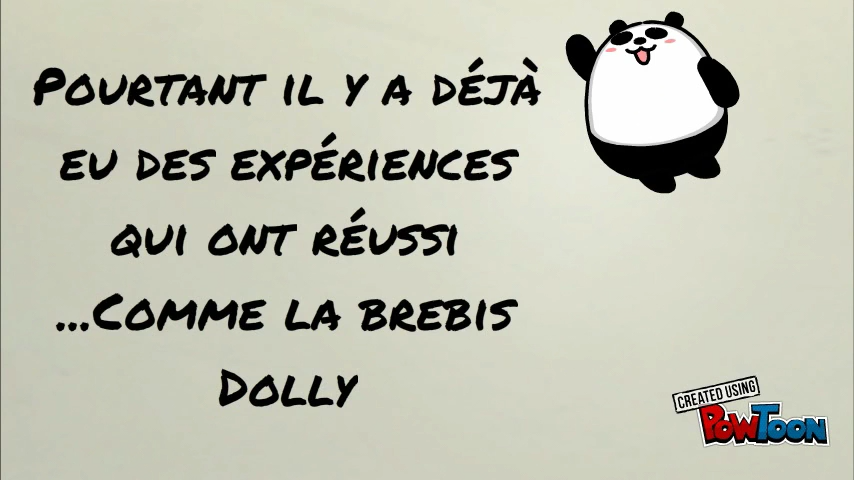 Pourtant il y a déjà
eu des expériences
qui ont réussi
...Comme la brebis
Dolly
CREATED USING
POWTOON